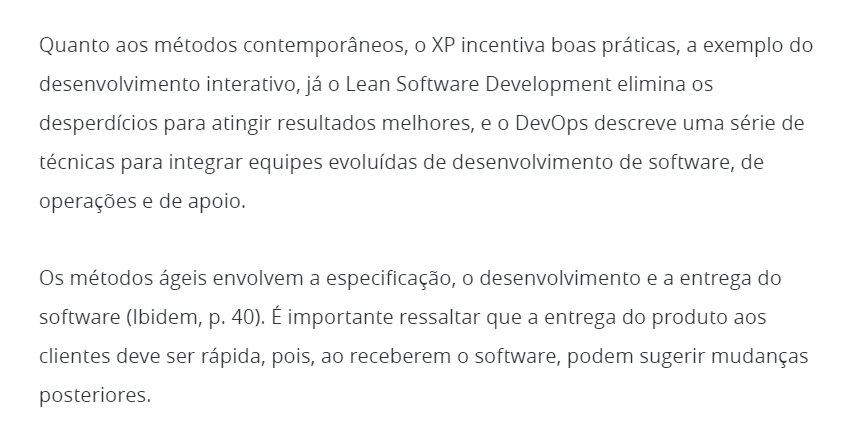 Quanto aos métodos contemporâneos, o XP incentiva boas práticas, a exemplo do
desenvolvimento interativo, já o Lean Software Development elimina os
desperdícios para atingir resultados melhores, e o DevOps descreve uma série de
técnicas para integrar equipes evoluídas de desenvolvimento de software, de
operações e de apoio.
Os métodos ágeis envolvem a especificação, o desenvolvimento e a entrega do
software (Ibidem, p. 40). É importante ressaltar que a entrega do produto aos
clientes deve ser rápida, pois, ao receberem o software, podem sugerir mudanças
posteriores.